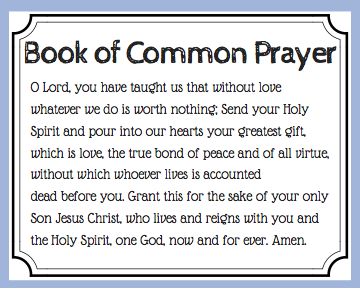 Book of Common Prayer
O Lord, you have taught us that without love
whatever we do is worth nothing; Send your Holy
Spirit and pour into our hearts your greatest gift,
which is love, the true bond of peace and of all virtue,
without which whoever lives is accounted
dead before you. Grant this for the sake of your only
Son Jesus Christ, who lives and reigns with you and
the Holy Spirit, one God, now and for ever. Amen.